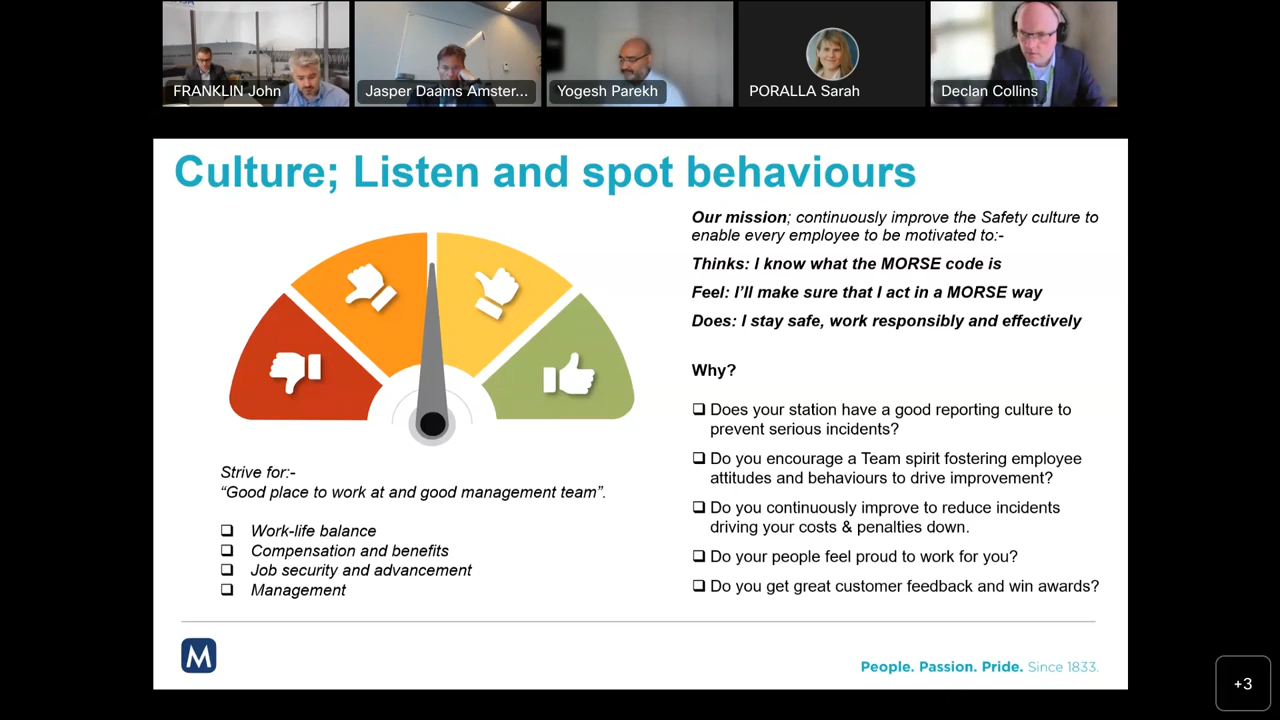 FRANKLIN John
Jasper Daams Amster...
Yogesh Parekh
PORALLA Sarah
Declan Collins
Culture; Listen and spot behaviours
Our mission; continuously improve the Safety culture to
enable every employee to be motivated to:-
Thinks: I know what the MORSE code is
Feel: I'll make sure that I act in a MORSE way
Does: I stay safe, work responsibly and effectively
Why?
Does your station have a good reporting culture to
prevent serious incidents?
Do you encourage a Team spirit fostering employee
attitudes and behaviours to drive improvement?
Do you continuously improve to reduce incidents
driving your costs & penalties down.
Do your people feel proud to work for you?
Do you get great customer feedback and win awards?
Strive for:-
“Good place to work at and good management team”.
Work-life balance
Compensation and benefits
Job security and advancement
Management
M
People. Passion. Pride. Since 1833.
+3